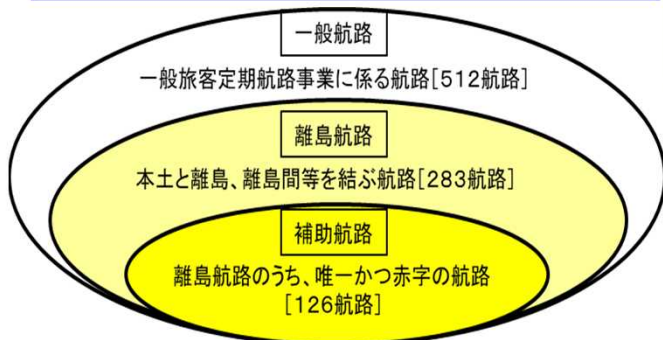 一般航路
一般旅客定期航路事業に係る航路[512航路]
離島航路
本土と離島、離島間等を結ぶ航路[283航路]
補助航路
離島航路のうち、唯一かつ赤字の航路
[126航路]